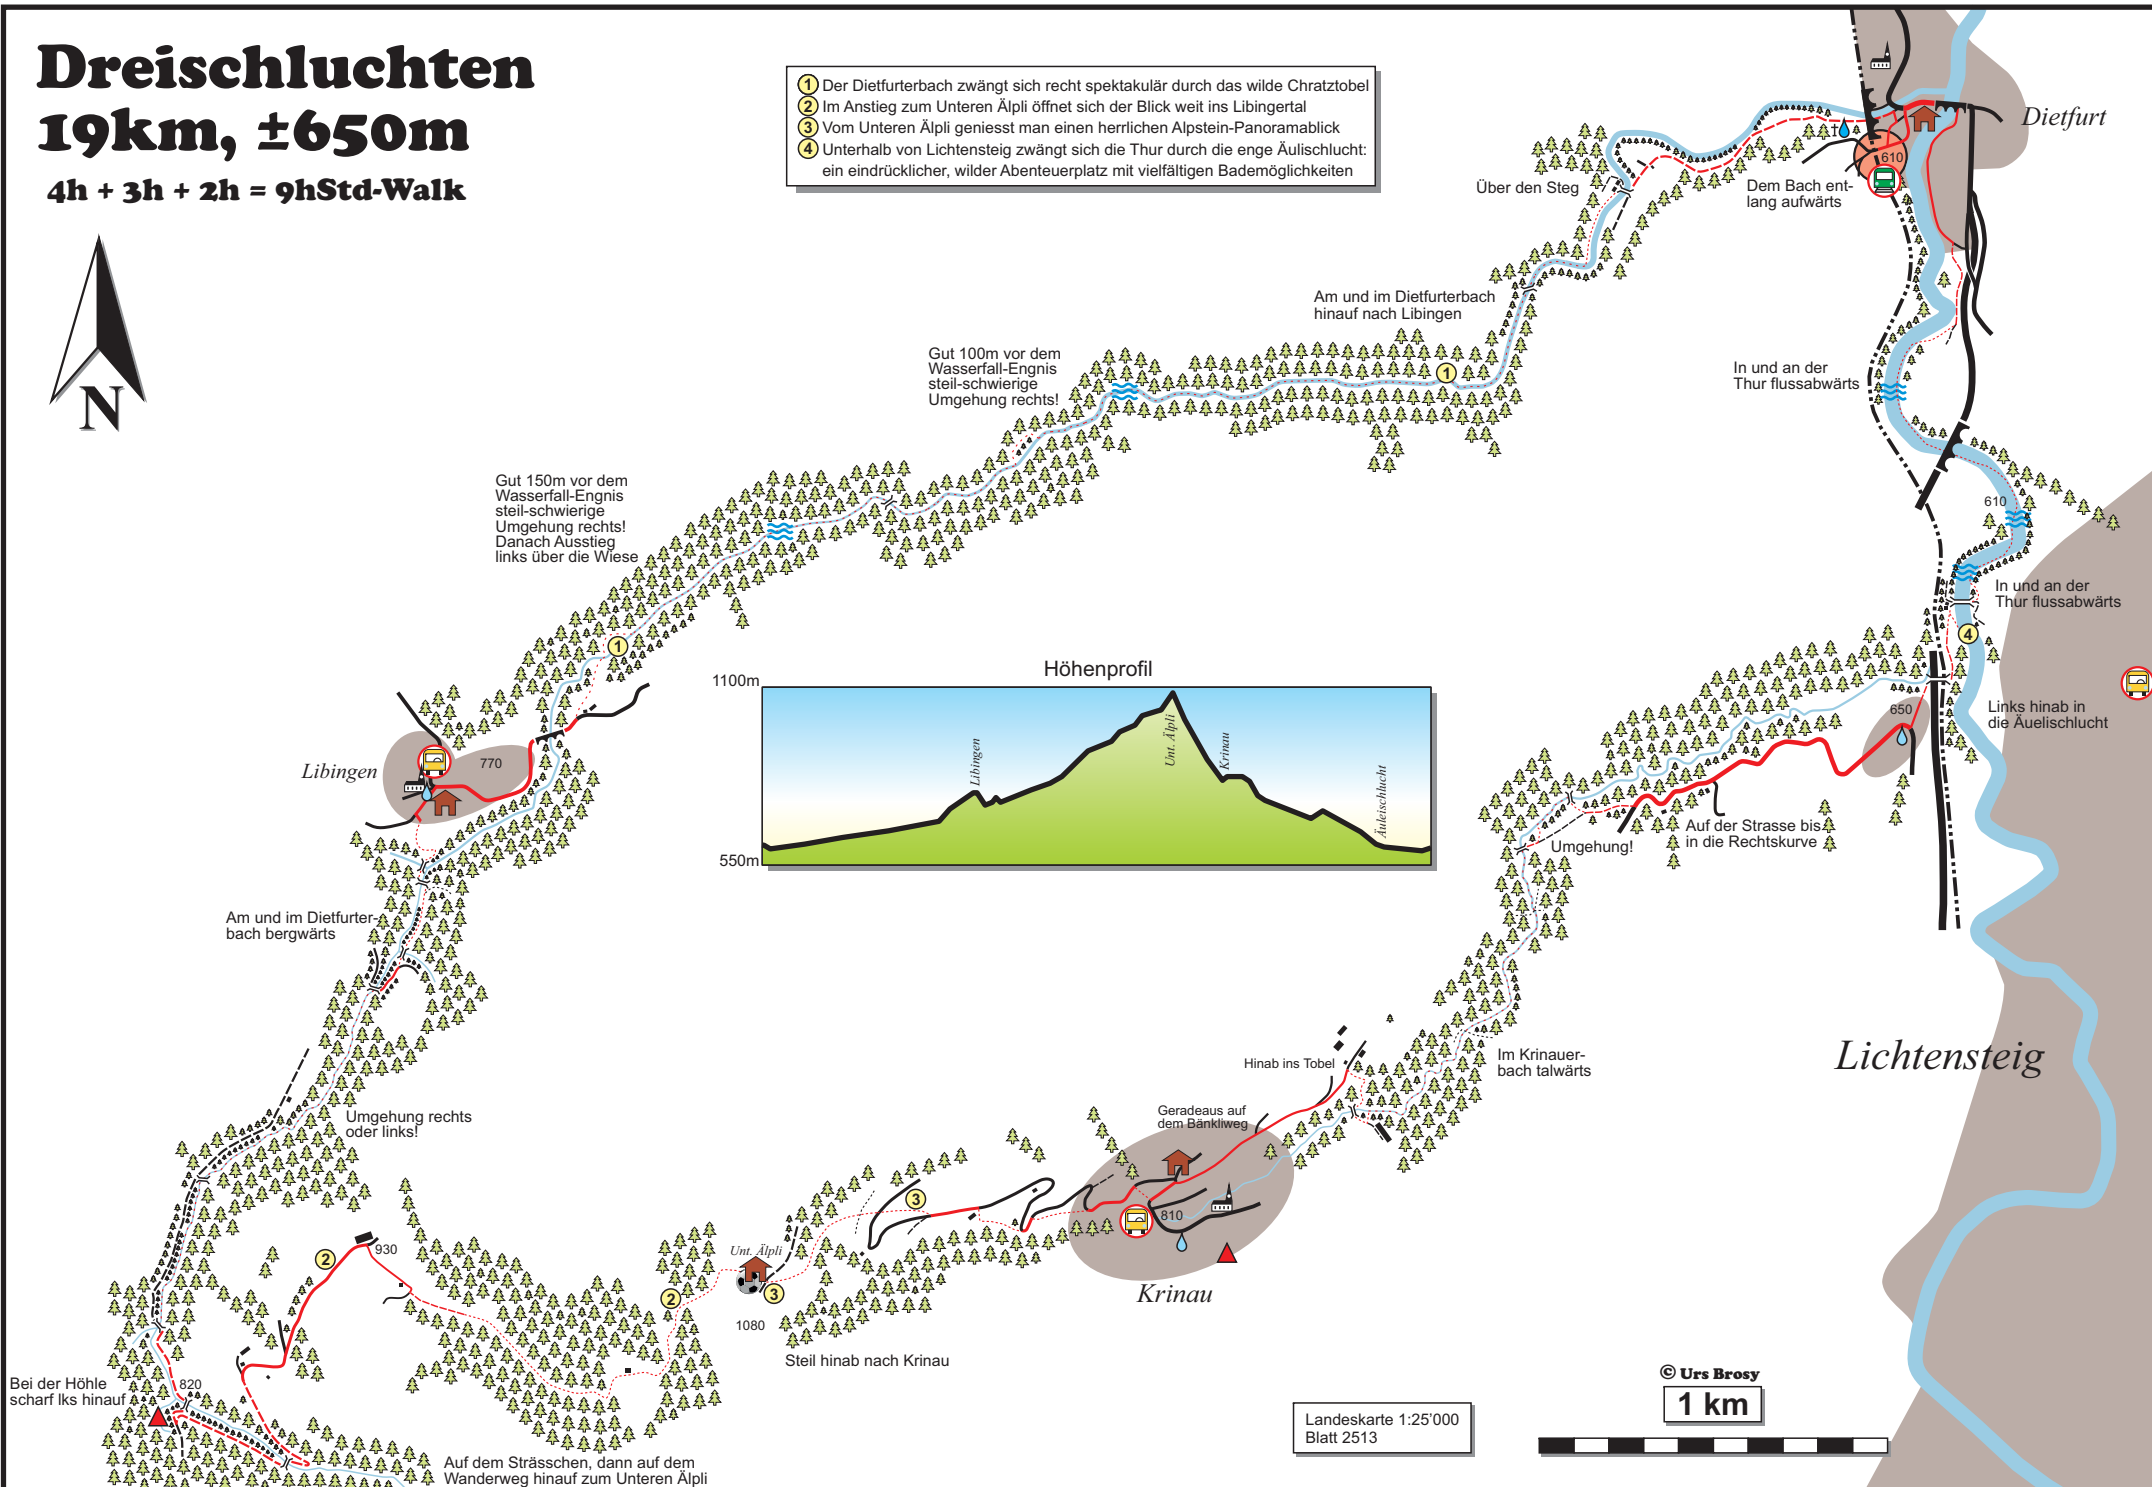 Dreischluchten
19km, ±650m
4h + 3h + 2h = 9hStd-Walk
N
1 Der Dietfurterbach zwängt sich recht spektakulär durch das wilde Chratztobel
2 Im Anstieg zum Unteren Älpli öffnet sich der Blick weit ins Libingertal
3 Vom Unteren Älpli geniesst man einen herrlichen Alpstein-Panoramablick
4 Unterhalb von Lichtensteig zwängt sich die Thur durch die enge Äulischlucht:
ein eindrücklicher, wilder Abenteuerplatz mit vielfältigen Bademöglichkeiten
Dietfurt
610
Über den Steg
Dem Bach ent-
lang aufwärts
Am und im Dietfurterbach
hinauf nach Libingen
Gut 100m vor dem
Wasserfall-Engnis
steil-schwierige
Umgehung rechts!
1
In und an der
Thur flussabwärts
Gut 150m vor dem
Wasserfall-Engnis
steil-schwierige
Umgehung rechts!
Danach Ausstieg
links über die Wiese
610
In und an der
Thur flussabwärts
4
1
Höhenprofil
1100m
550m
Libingen
Unt. Älpli
Krinau
Äuleischlucht
650
Links hinab in
die Äuelischlucht
Libingen
770
Auf der Strasse bis
in die Rechtskurve
Umgehung!
Am und im Dietfurter-
bach bergwärts
Lichtensteig
Im Krinauer-
bach talwärts
Hinab ins Tobel
Geradeaus auf
dem Bänkliweg
Umgehung rechts
oder links!
3
810
2
930
Unt. Älpli
2
3
1080
Krinau
Steil hinab nach Krinau
Bei der Höhle
scharf lks hinauf
820
Auf dem Strässchen, dann auf dem
Wanderweg hinauf zum Unteren Älpli
Landeskarte 1:25'000
Blatt 2513
© Urs Brosy
1 km